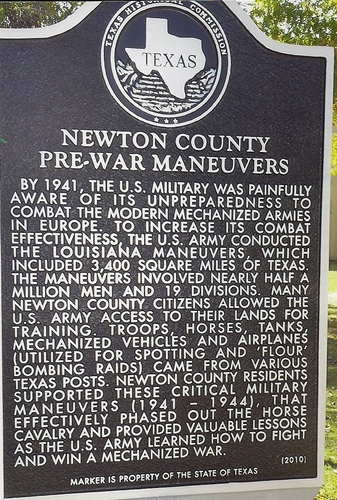 TEXAS HISTORICAL COMMISSION
TEXAS
NEWTON COUNTY
PRE-WAR MANEUVERS
BY 1941, THE U.S. MILITARY WAS PAINFULLY
AWARE OF ITS UNPREPAREDNESS TO
COMBAT THE MODERN MECHANIZED ARMIES
IN EUROPE. TO INCREASE ITS COMBAT
EFFECTIVENESS, THE U.S. ARMY CONDUCTED
THE LOUISIANA MANEUVERS, WHICH
INCLUDED 3,400 SQUARE MILES OF TEXAS.
THE MANEUVERS INVOLVED NEARLY HALF A
MILLION MEN AND 19 DIVISIONS. MANY
NEWTON COUNTY CITIZENS ALLOWED THE
U.S. ARMY ACCESS TO THEIR LANDS FOR
TRAINING. TROOPS, HORSES, TANKS,
MECHANIZED VEHICLES AND AIRPLANES
(UTILIZED FOR SPOTTING AND 'FLOUR'
BOMBING RAIDS) CAME FROM VARIOUS
TEXAS POSTS. NEWTON COUNTY RESIDENTS
SUPPORTED THESE CRITICAL MILITARY
MANEUVERS (1941 - 1944), THAT
EFFECTIVELY PHASED OUT THE HORSE
CAVALRY AND PROVIDED VALUABLE LESSONS
AS THE U.S. ARMY LEARNED HOW TO FIGHT
AND WIN A MECHANIZED WAR.
(2010)
MARKER IS PROPERTY OF THE STATE OF TEXAS